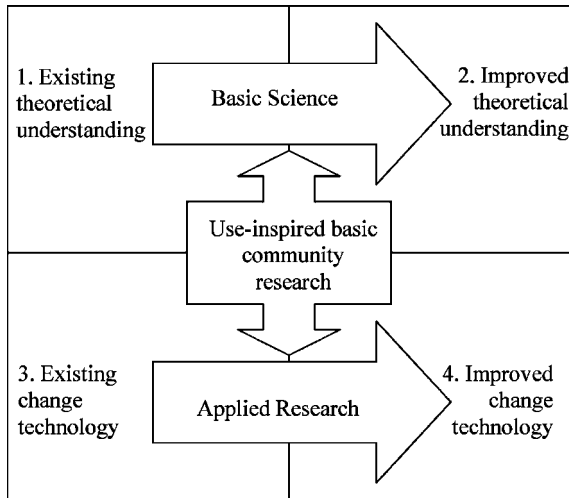 1. Existing
theoretical
understanding
Basic Science
2. Improved
theoretical
understanding
Use-inspired basic
community
research
3. Existing
change
technology
Applied Research
4. Improved
change
technology